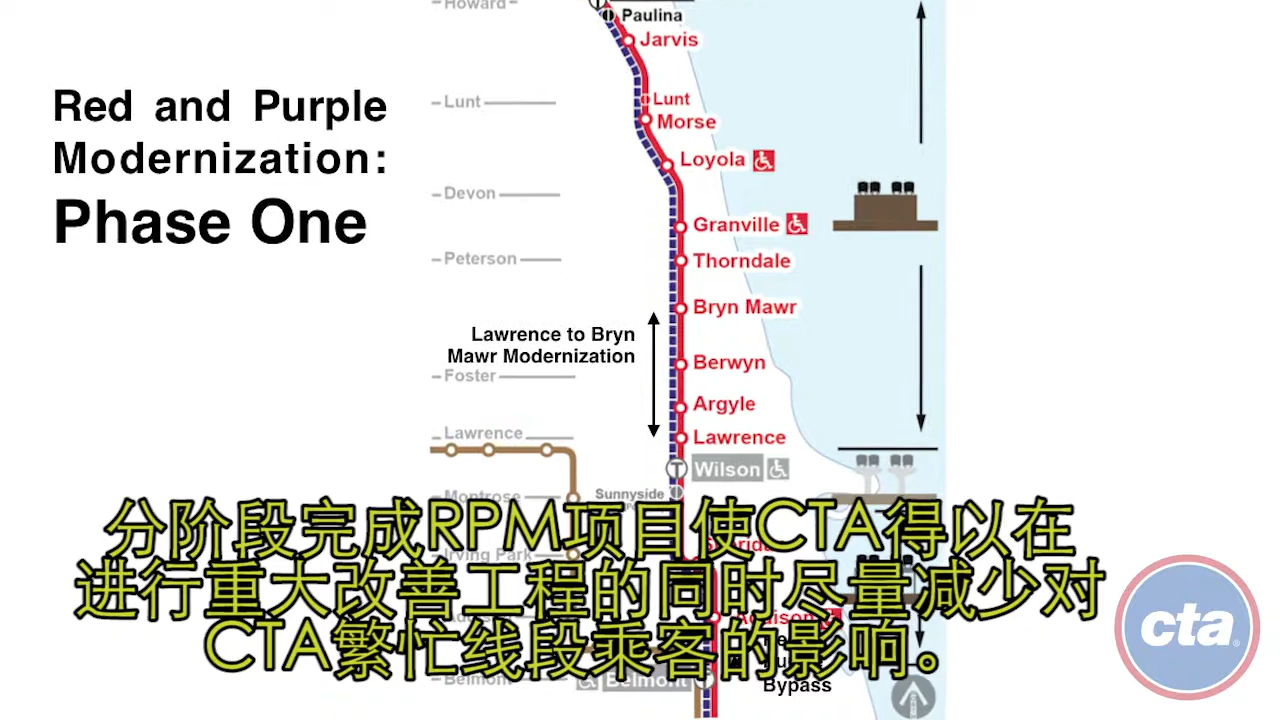 Howard
Paulina
Jarvis
Red and Purple
Modernization:
Phase One
Lunt
Lunt
Morse
Loyola
Devon
Granville
Peterson
Thorndale
Bryn Mawr
Lawrence to Bryn
Mawr Modernization
Berwyn
Foster
Argyle
Lawrence
Lawrence
Wilson
Montrose
Sunnyside
分阶段完成RPM项目使CTA得以在
Irving Park
进行重大改善工程的同时尽量减少对
Addison
CTA繁忙线段乘客的影响。
cta
Belmont
Belmont
Bypass